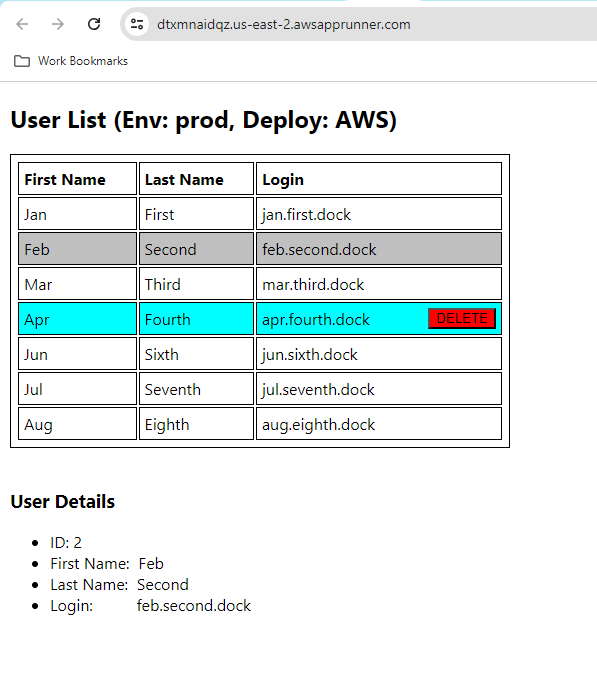 dtxmnaidqz.us-east-2.awsapprunner.com
Work Bookmarks
User List (Env: prod, Deploy: AWS)
First Name Last Name Login
Jan First jan.first.dock
Feb Second feb.second.dock
Mar Third mar.third.dock
Apr Fourth apr.fourth.dock DELETE
Jun Sixth jun.sixth.dock
Jul Seventh jul.seventh.dock
Aug Eighth aug.eighth.dock
User Details
ID: 2
First Name: Feb
Last Name: Second
Login: feb.second.dock